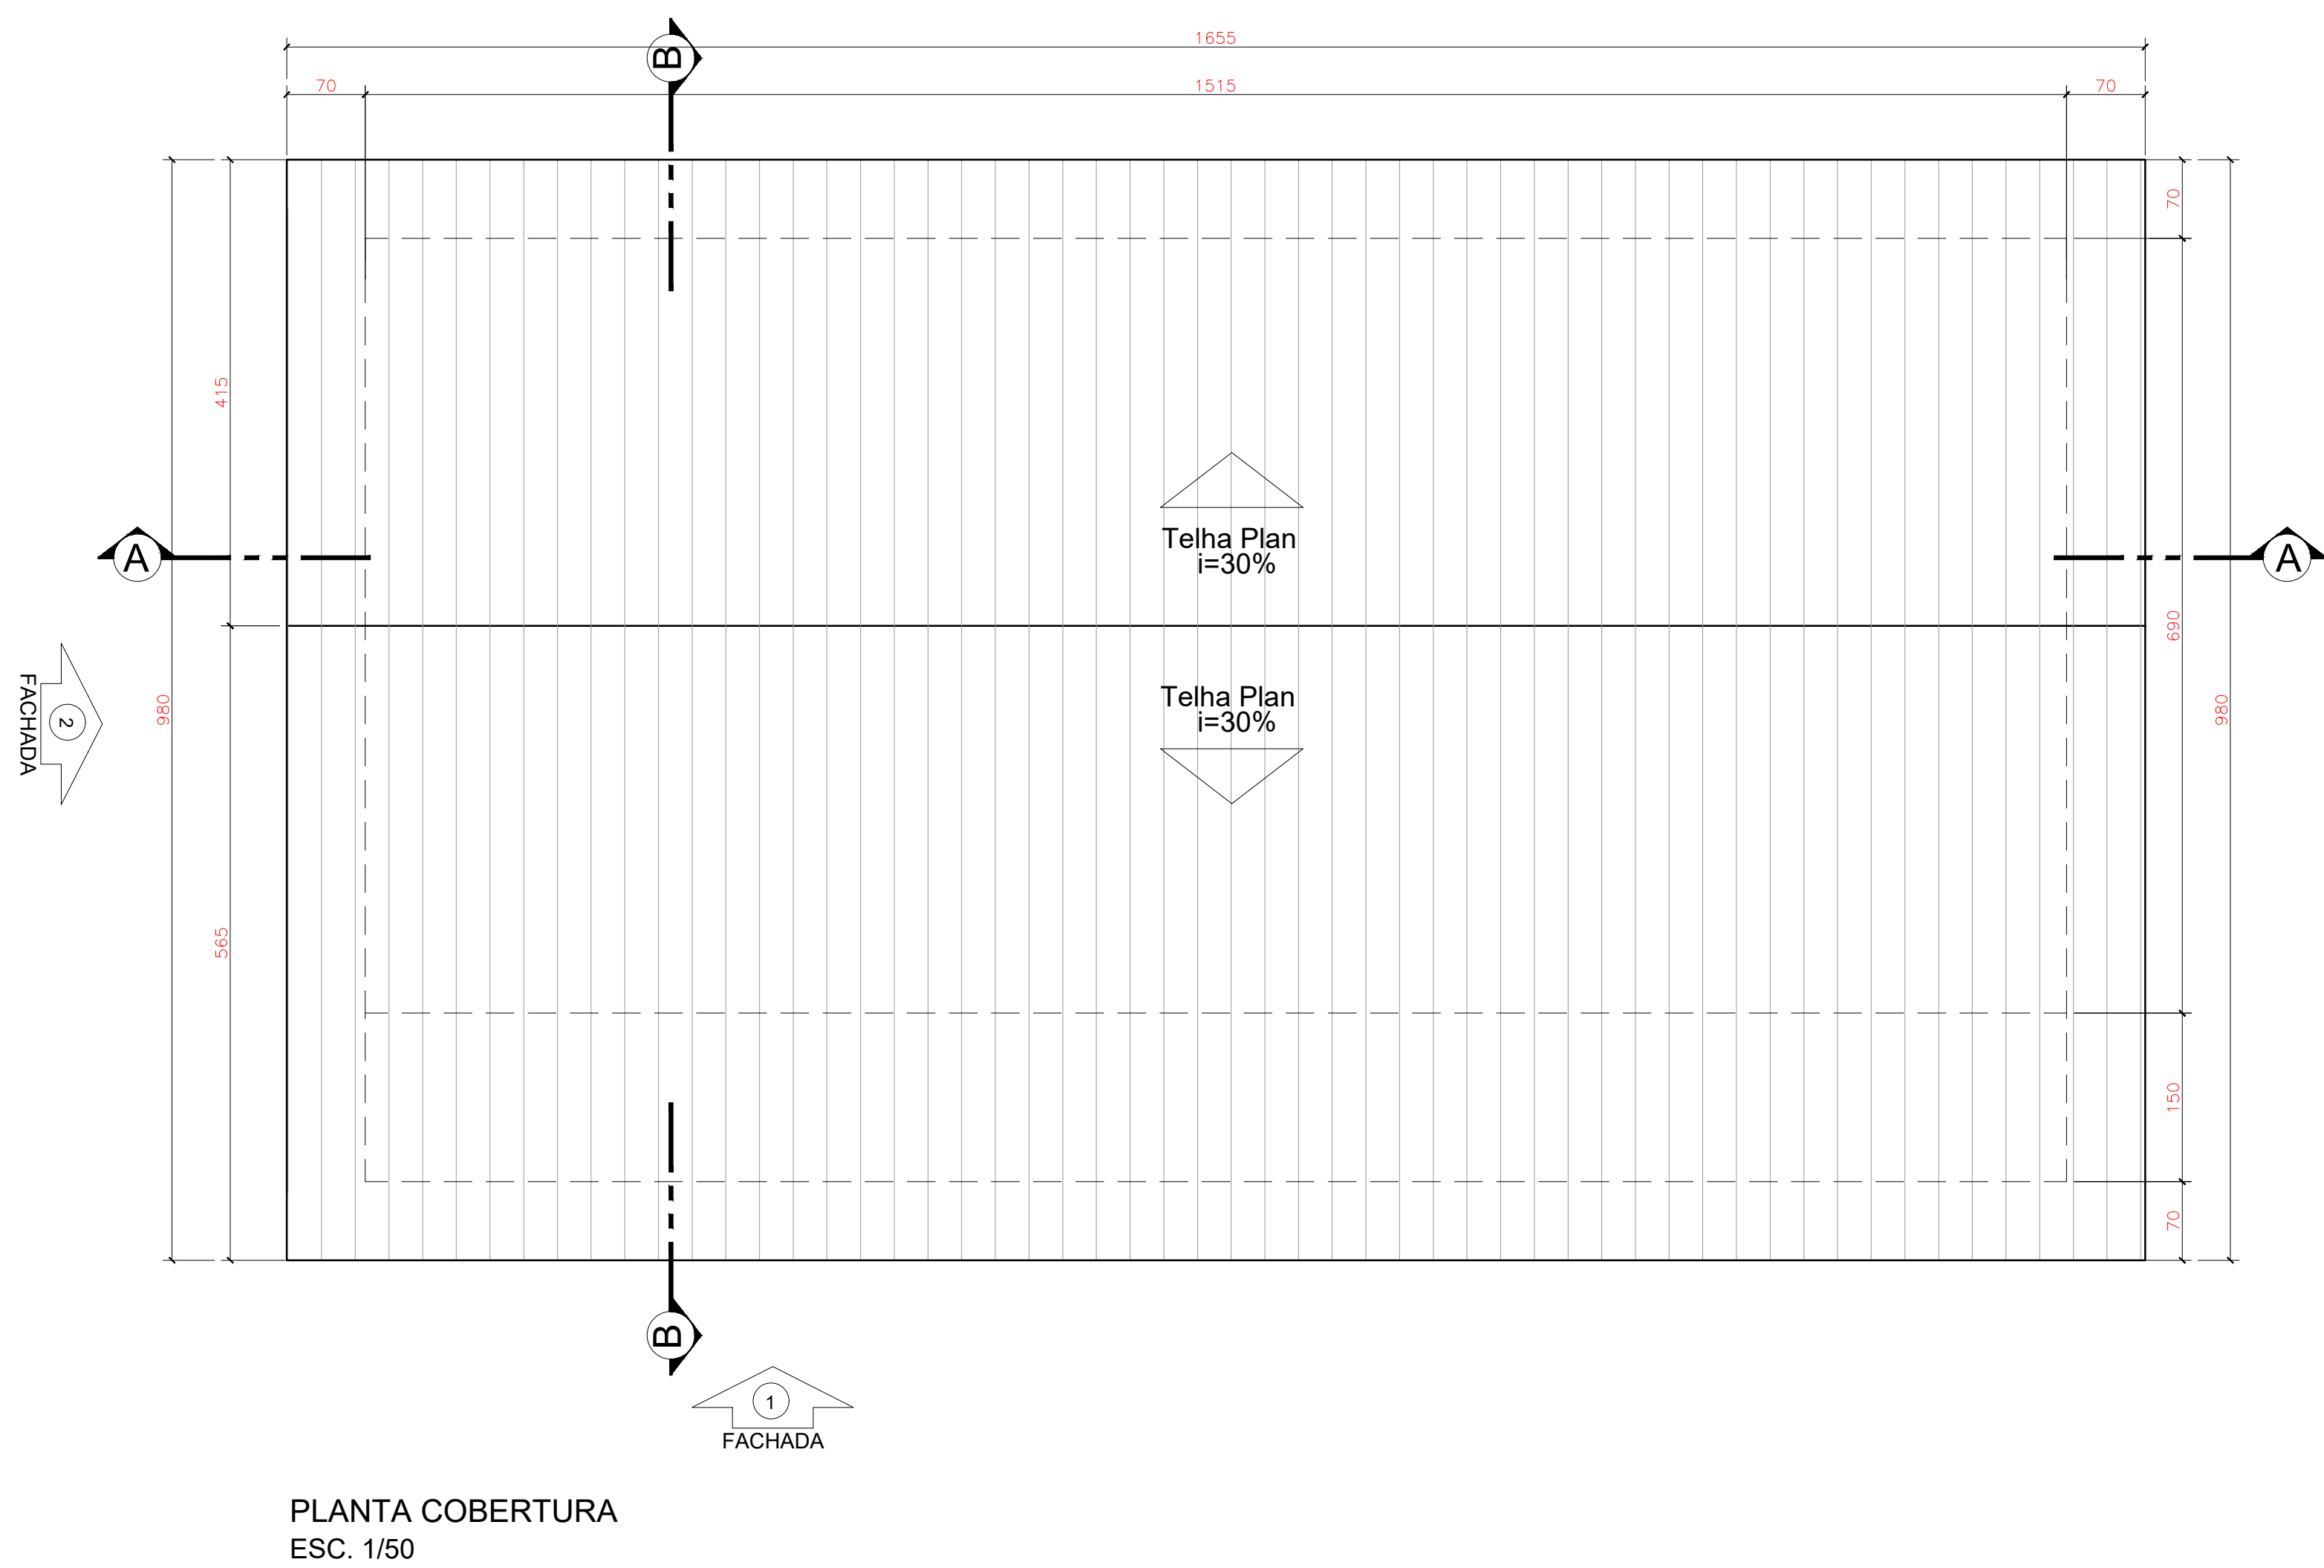 1655
70
1515
70
B
70
415
Telha Plan
i=30%
A
A
690
FACHADA
2
980
Telha Plan
i=30%
980
565
150
70
B
1
FACHADA
PLANTA COBERTURA
ESC. 1/50